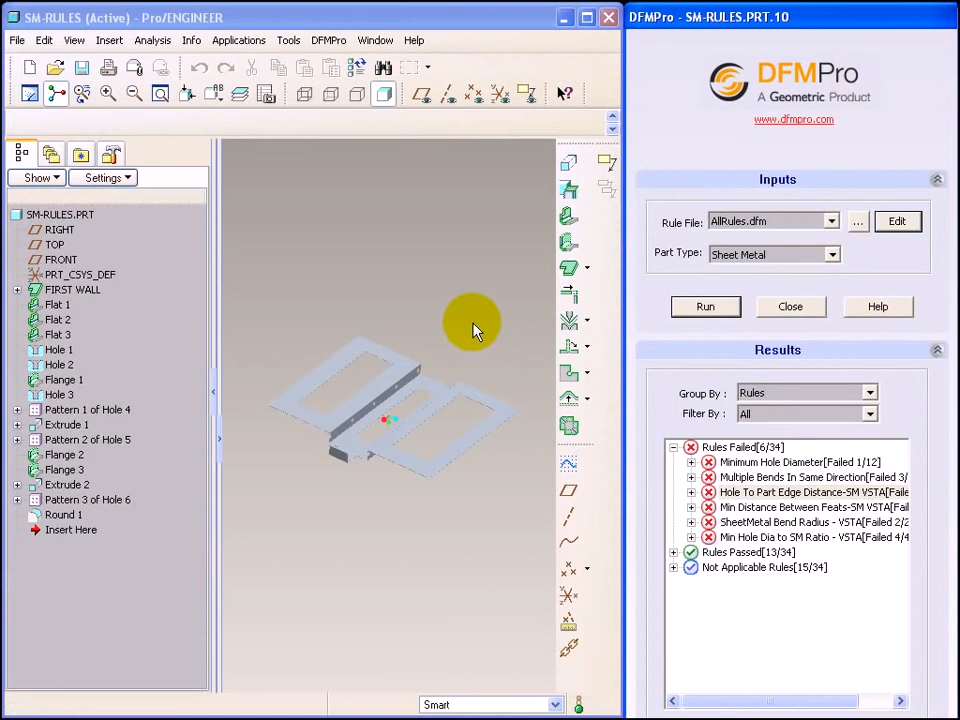 SM-RULES (Active) - Pro/ENGINEER
File Edit View Insert Analysis Info Applications Tools DFMPro Window Help
Show Settings
SM-RULES.PRT
RIGHT
TOP
FRONT
PRT_CSYS_DEF
FIRST WALL
Flat 1
Flat 2
Flat 3
Hole 1
Hole 2
Flange 1
Hole 3
Pattern 1 of Hole 4
Extrude 1
Pattern 2 of Hole 5
Flange 2
Flange 3
Extrude 2
Pattern 3 of Hole 6
Round 1
Insert Here
Smart
DFMPro - SM-RULES.PRT.10
DFMPro
A Geometric Product
www.dfmpro.com
Inputs
Rule File: AllRules.dfm ... Edit
Part Type: Sheet Metal
Run Close Help
Results
Group By: Rules
Filter By: All
Rules Failed[6/34]
Minimum Hole Diameter[Failed 1/12]
Multiple Bends In Same Direction[Failed 3/
Hole To Part Edge Distance-SM VSTA[Faile
Min Distance Between Feats-SM VSTA[Faile
SheetMetal Bend Radius - VSTA[Failed 2/2
Min Hole Dia to SM Ratio - VSTA[Failed 4/4
Rules Passed[13/34]
Not Applicable Rules[15/34]